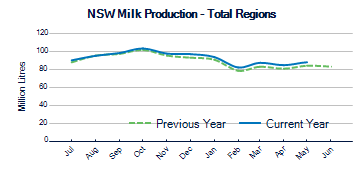 NSW Milk Production - Total Regions
Million Litres
120
100
80
60
40
20
0
Previous Year
Current Year
Jul Aug Sep Oct Nov Dec Jan Feb Mar Apr May Jun